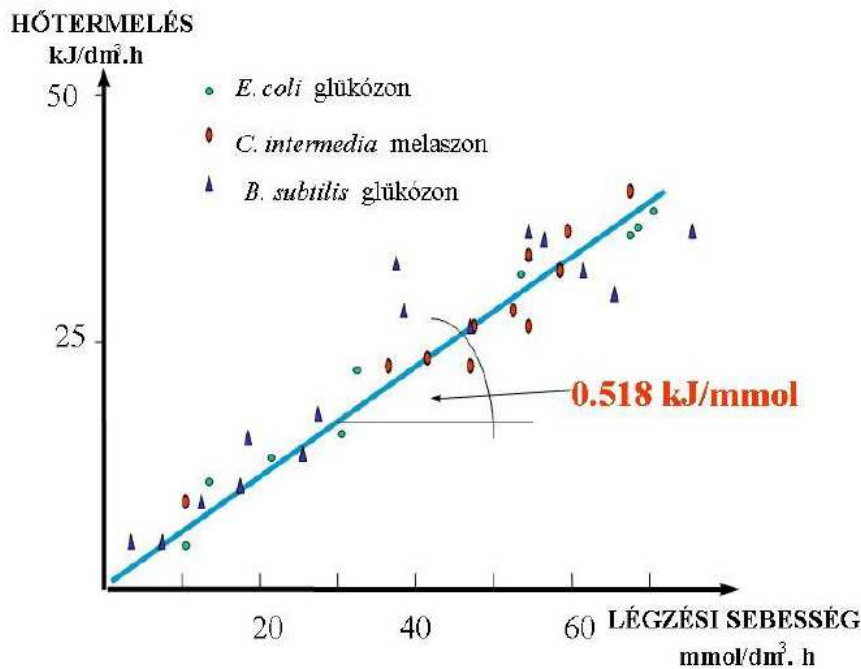 HŐTERMELÉS
kJ/dm³.h
50
E. coli glükózon
C. intermedia melaszon
B. subtilis glükózon
25
0.518 kJ/mmol
20
40
60
LÉGZÉSI SEBESSÉG
mmol/dm³. h